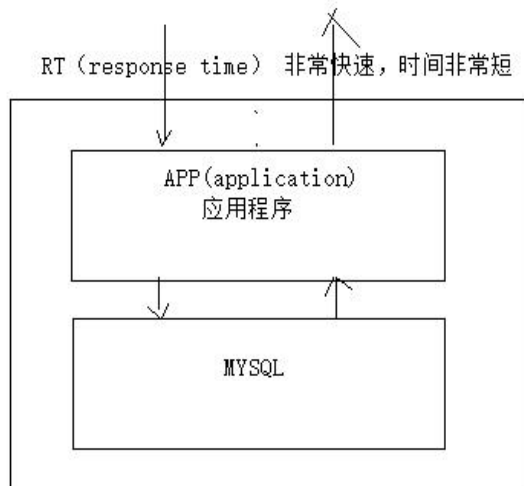 RT（response time） 非常快速，时间非常短
APP(application)
应用程序
MYSQL